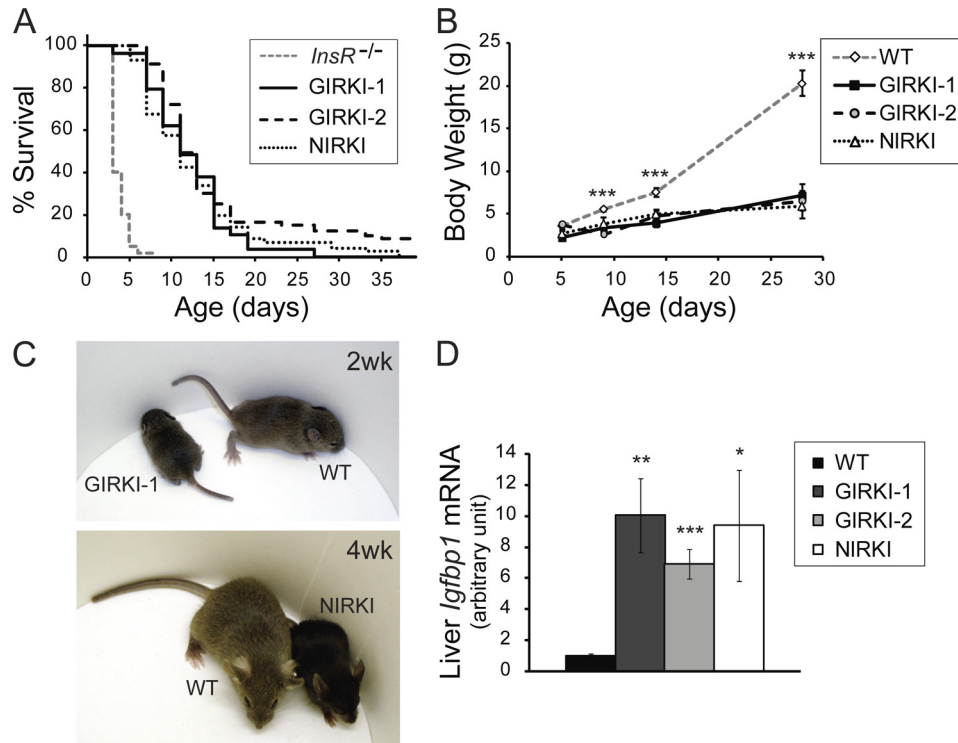 A
100
80
60
40
20
0
% Survival
0 5 10 15 20 25 30 35
Age (days)
InsR−/−
GIRKI-1
GIRKI-2
NIRKI
B
25
20
15
10
5
0
Body Weight (g)
0 5 10 15 20 25 30
Age (days)
*** *** ***
WT
GIRKI-1
GIRKI-2
NIRKI
C
2wk
GIRKI-1
WT
4wk
NIRKI
WT
D
14
12
10
8
6
4
2
0
Liver Igfbp1 mRNA
(arbitrary unit)
** *** *
WT
GIRKI-1
GIRKI-2
NIRKI